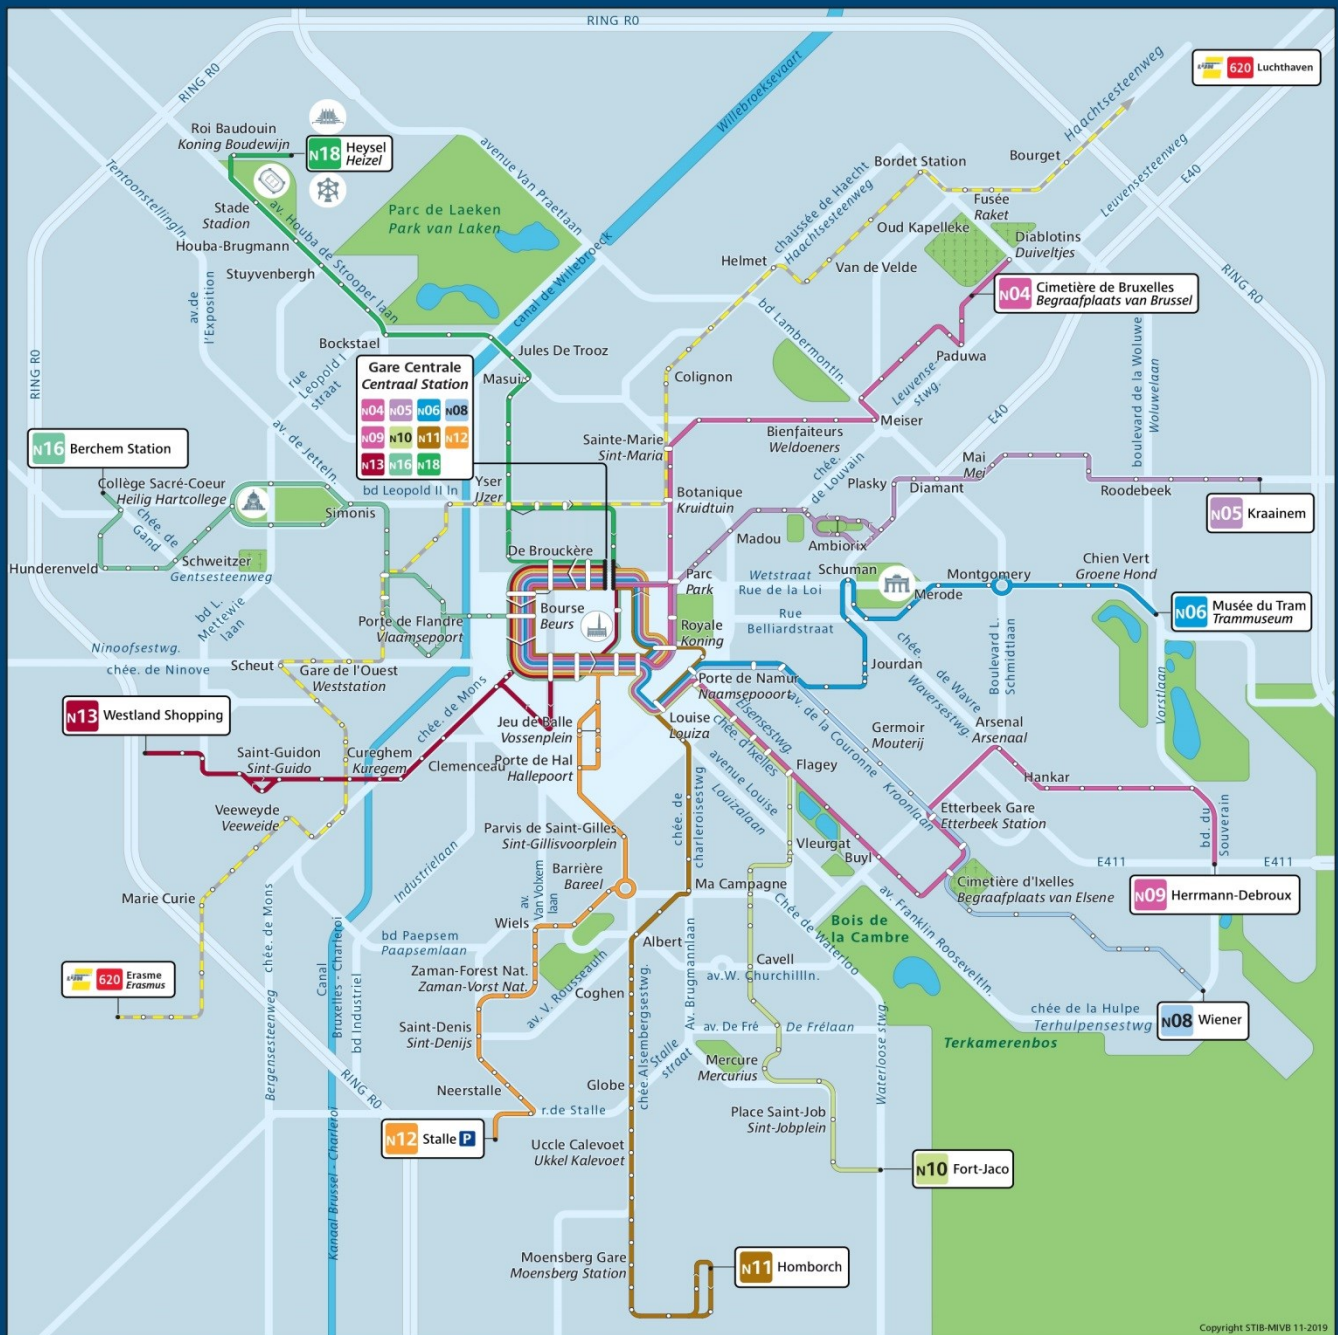 RING R0
Willebroeksevaart
Haachtsesteenweg
620 Luchthaven
RING R0
Roi Baudouin
Koning Boudewijn
N18 Heysel
Heizel
avenue Van Praetlaan
Bourget
Bordet Station
Leuvensesteenweg
E40
Tentoonstellingln
Parc de Laeken
Park van Laken
chaussée de Haecht
Haachtsesteenweg
Fusée
Raket
Stade
Stadion
av. Houba de Strooper laan
Oud Kapelleke
Diablotins
Duiveltjes
Houba-Brugmann
Helmet
Van de Velde
Stuyvenbergh
canal de Willebroeck
RING R0
N04 Cimetière de Bruxelles
Begraafplaats van Brussel
av.de
l'Exposition
bd Lambermontln.
Bockstael
Jules De Trooz
Paduwa
RING R0
rue
Leopold I
straat
Gare Centrale
Centraal Station
N04 N05 N06 N08
N09 N10 N11 N12
N13 N16 N18
Masui
Colignon
Leuvense-
stwg.
boulevard de la Woluwe
Woluwelaan
E40
Meiser
N16 Berchem Station
av. de Jetteln.
Sainte-Marie
Sint-Maria
Bienfaiteurs
Weldoeners
Mai
Mei
Collège Sacré-Coeur
Heilig Hartcollege
bd Leopold II ln
Yser
IJzer
chée.
de Louvain
Plasky
Diamant
Roodebeek
Simonis
Botanique
Kruidtuin
N05 Kraainem
chée. de
Gand
Madou
Ambiorix
Hunderenveld
Schweitzer
Gentsesteenweg
De Brouckère
Parc
Park
Wetstraat
Rue de la Loi
Schuman
Merode
Montgomery
Chien Vert
Groene Hond
bd L.
Mettewie
laan
Porte de Flandre
Vlaamsepoort
Bourse
Beurs
Royale
Koning
Rue
Belliardstraat
N06 Musée du Tram
Trammuseum
Ninoofsestwg.
chée. de Ninove
Scheut
Gare de l'Ouest
Weststation
Porte de Namur
Naamsepooort
Jourdan
chée.
de Wavre
Waversestwg.
Boulevard L.
Schmidtlaan
Vorstlaan
N13 Westland Shopping
chée. de Mons
Jeu de Balle
Vossenplein
Louise
Louiza
Elsensestwg.
chée. d'Ixelles
av. de la Couronne
Kroonlaan
Germoir
Mouterij
Arsenal
Arsenaal
Saint-Guidon
Sint-Guido
Cureghem
Kuregem
Clemenceau
Porte de Hal
Hallepoort
avenue Louise
Louizalaan
Flagey
Hankar
Veeweyde
Veeweide
chée. de
charleroisestwg
Etterbeek Gare
Etterbeek Station
bd. du
Souverain
Parvis de Saint-Gilles
Sint-Gillisvoorplein
Vleurgat
Buyl
E411
E411
Industrielaan
Barrière
Bareel
av.
Van Volxem
laan
Ma Campagne
Cimetière d'Ixelles
Begraafplaats van Elsene
N09 Herrmann-Debroux
Marie Curie
chée. de Mons
Wiels
Chée de Waterloo
av. Franklin Rooseveltln.
Bois de
la Cambre
bd Paepsem
Paapsemlaan
Albert
Cavell
av.W. Churchillln.
620 Erasme
Erasmus
Canal
Bruxelles - Charleroi
bd Industriel
Zaman-Forest Nat.
Zaman-Vorst Nat.
av. V. Rousseauth
Coghen
Av. Brugmannlaan
Saint-Denis
Sint-Denijs
av. De Fré
De Frélaan
chée de la Hulpe
Terhulpensestwg
N08 Wiener
Bergensesteenweg
chée.Alsembergsestwg.
Stalle
straat
Mercure
Mercurius
Waterloose stwg.
Terkamerenbos
RING R0
Neerstalle
Globe
r.de Stalle
Place Saint-Job
Sint-Jobplein
N12 Stalle P
Uccle Calevoet
Ukkel Kalevoet
N10 Fort-Jaco
Kanaal Brussel - Charleroi
Moensberg Gare
Moensberg Station
N11 Homborch
Copyright STIB-MIVB 11-2019